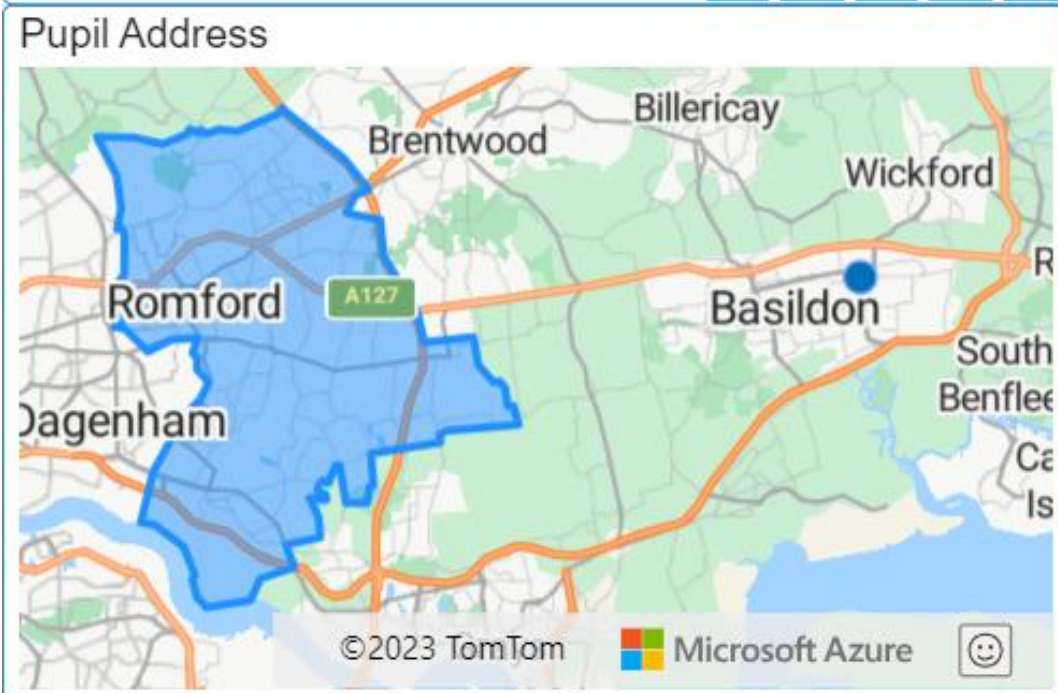 Pupil Address
Billericay
Brentwood
Wickford
R
Romford
A127
Basildon
South
Benflee
Dagenham
Ca
Is
©2023 TomTom
Microsoft Azure